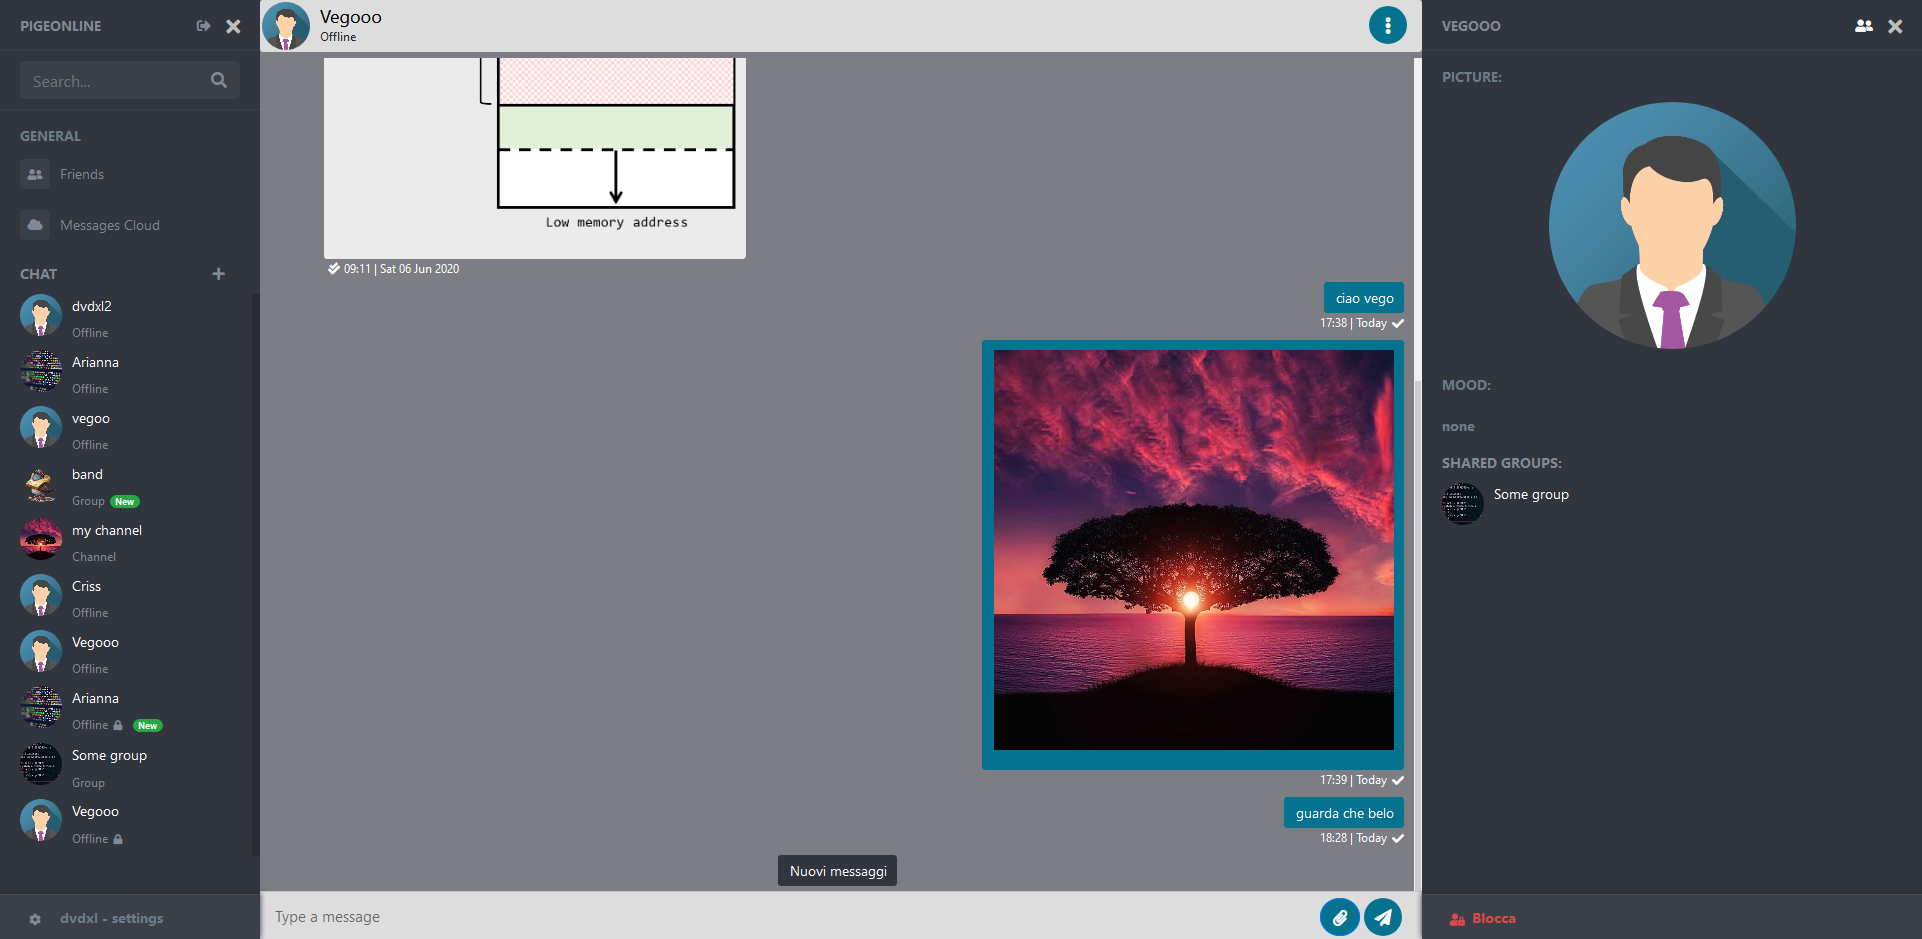 PIGEONLINE
Search...
GENERAL
Friends
Messages Cloud
CHAT
dvdxl2
Offline
Arianna
Offline
vegoo
Offline
band
Group New
my channel
Channel
Criss
Offline
Vegooo
Offline
Arianna
Offline New
Some group
Group
Vegooo
Offline
dvdxl - settings
Vegooo
Offline
Low memory address
09:11 | Sat 06 Jun 2020
ciao vego
17:38 | Today
17:39 | Today
guarda che belo
18:28 | Today
Nuovi messaggi
Type a message
VEGOOO
PICTURE:
MOOD:
none
SHARED GROUPS:
Some group
Blocca